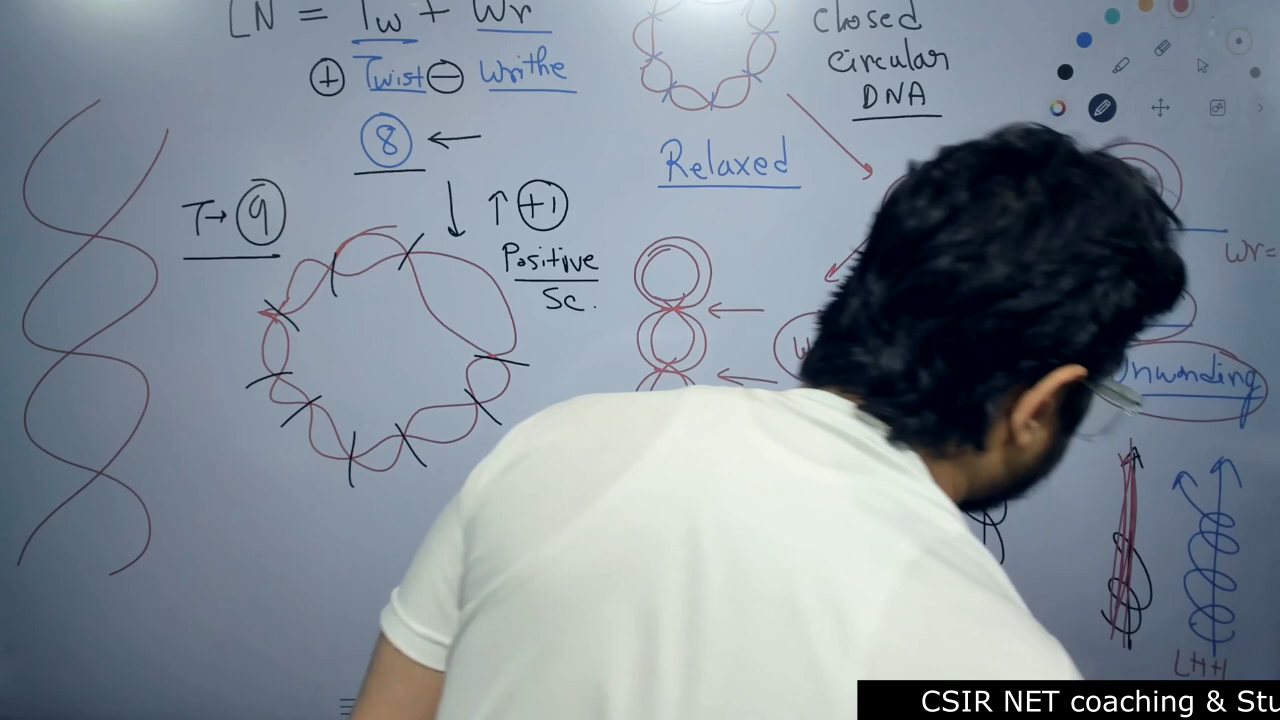 LN = Tw + Wr
+ Twist - Writhe
8
T→ 9
↑ +1
Positive
Sc.
closed
circular
DNA
Relaxed
Wr=
Unwinding
LHH
CSIR NET coaching & Stu